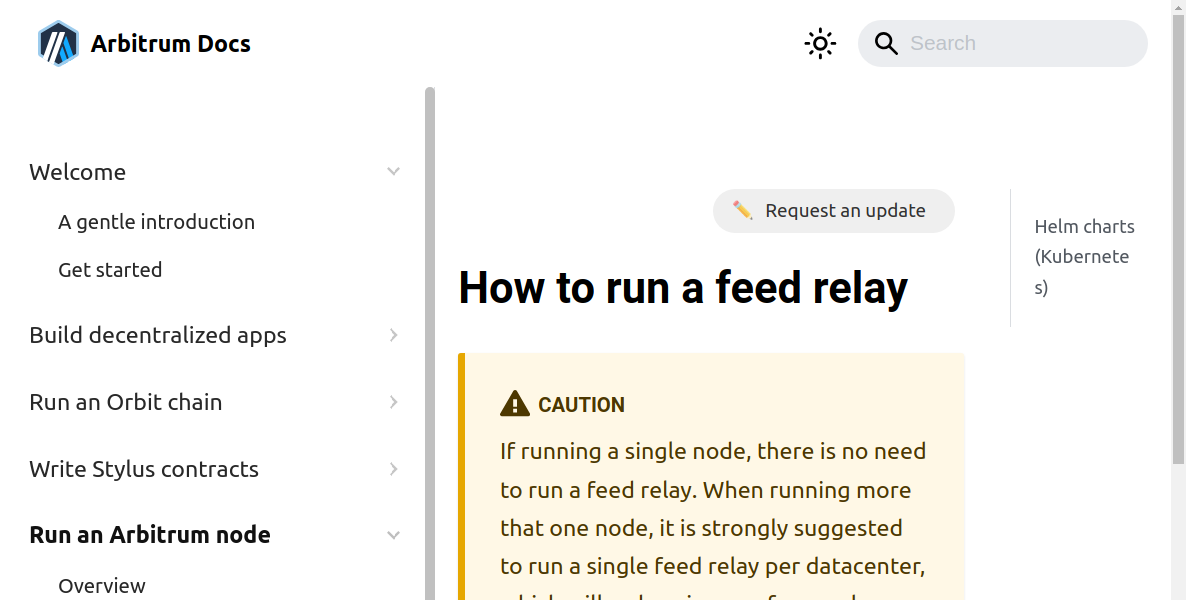 Arbitrum Docs
Search
Welcome
A gentle introduction
Get started
Build decentralized apps
Run an Orbit chain
Write Stylus contracts
Run an Arbitrum node
Overview
Request an update
How to run a feed relay
CAUTION
If running a single node, there is no need
to run a feed relay. When running more
that one node, it is strongly suggested
to run a single feed relay per datacenter,
Helm charts
(Kubernete
s)